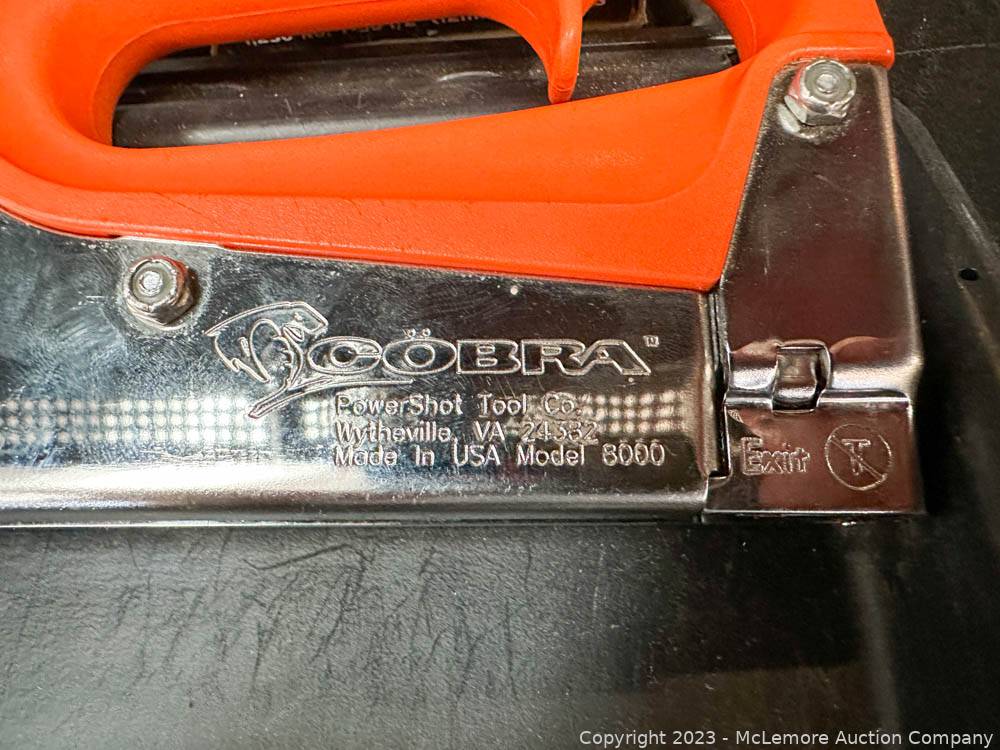 CÖBRA™
PowerShot Tool Co.
Wytheville, VA 24382
Made In USA Model 8000
Exit
Copyright 2023 - McLemore Auction Company